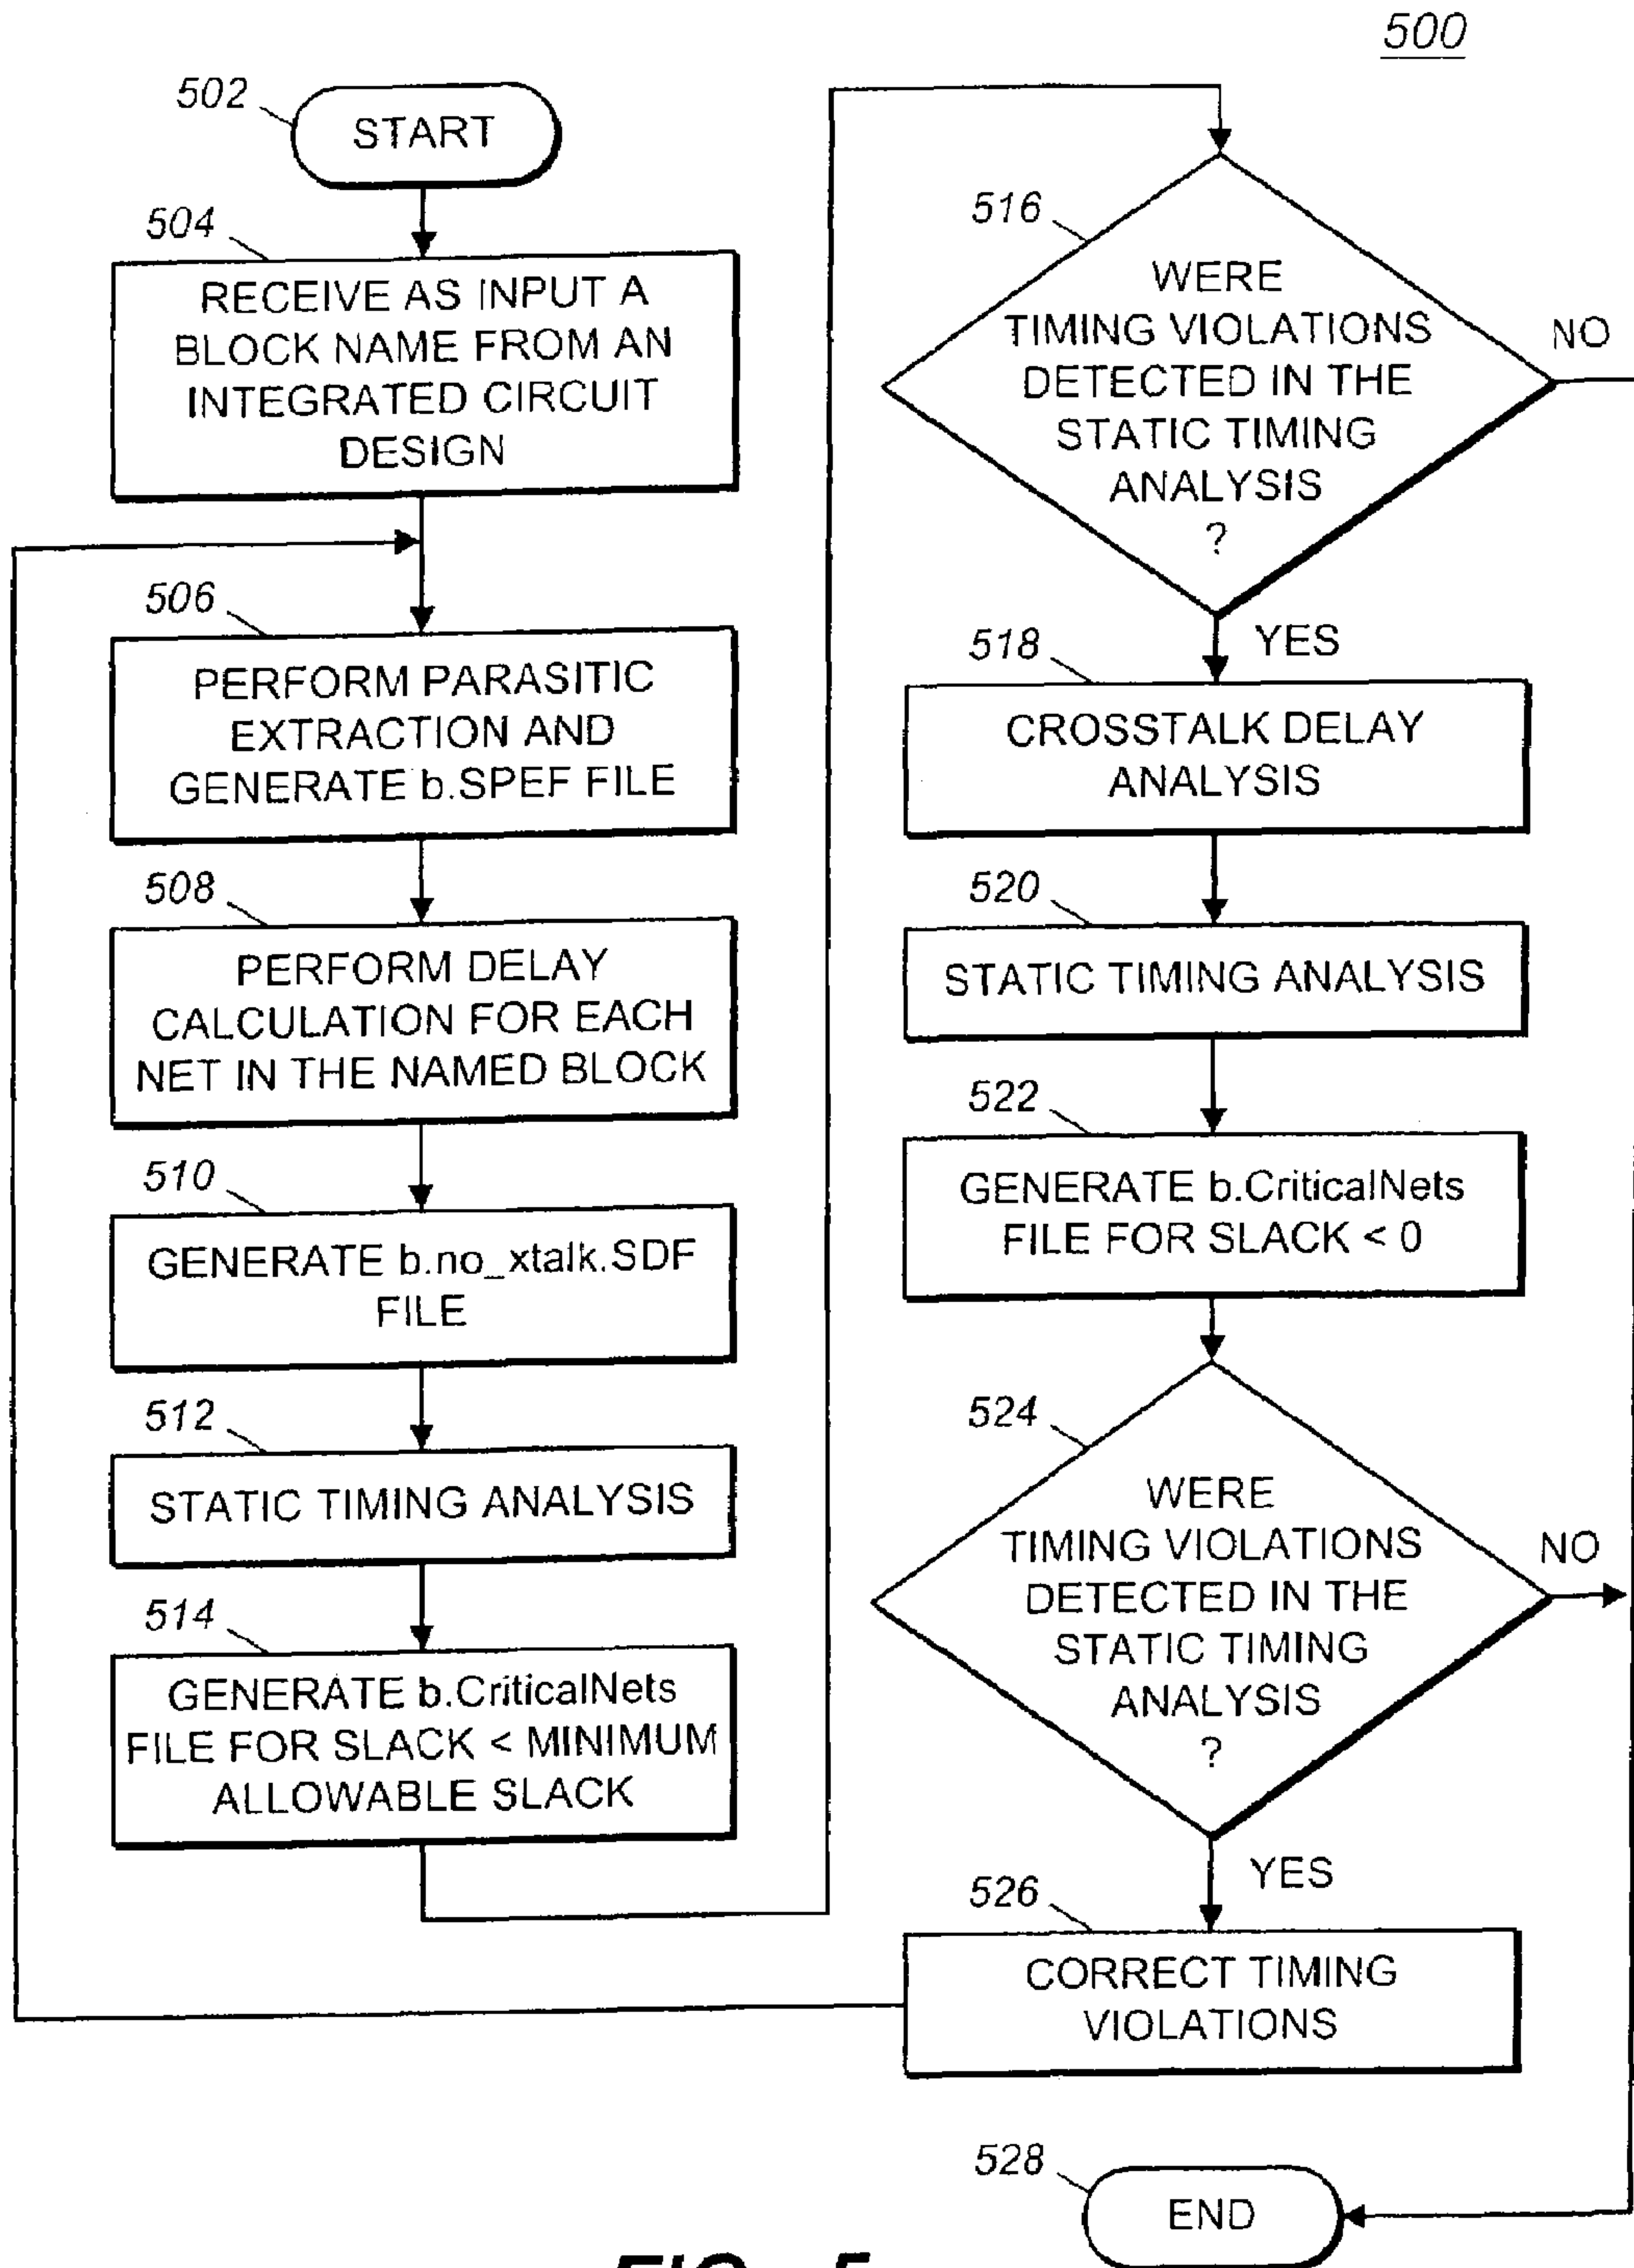 500
502
START
504
RECEIVE AS INPUT A
BLOCK NAME FROM AN
INTEGRATED CIRCUIT
DESIGN
506
PERFORM PARASITIC
EXTRACTION AND
GENERATE b.SPEF FILE
508
PERFORM DELAY
CALCULATION FOR EACH
NET IN THE NAMED BLOCK
510
GENERATE b.no_xtalk.SDF
FILE
512
STATIC TIMING ANALYSIS
514
GENERATE b.CriticalNets
FILE FOR SLACK < MINIMUM
ALLOWABLE SLACK
516
WERE
TIMING VIOLATIONS
DETECTED IN THE
STATIC TIMING
ANALYSIS
?
NO
YES
518
CROSSTALK DELAY
ANALYSIS
520
STATIC TIMING ANALYSIS
522
GENERATE b.CriticalNets
FILE FOR SLACK < 0
524
WERE
TIMING VIOLATIONS
DETECTED IN THE
STATIC TIMING
ANALYSIS
?
NO
YES
526
CORRECT TIMING
VIOLATIONS
528
END